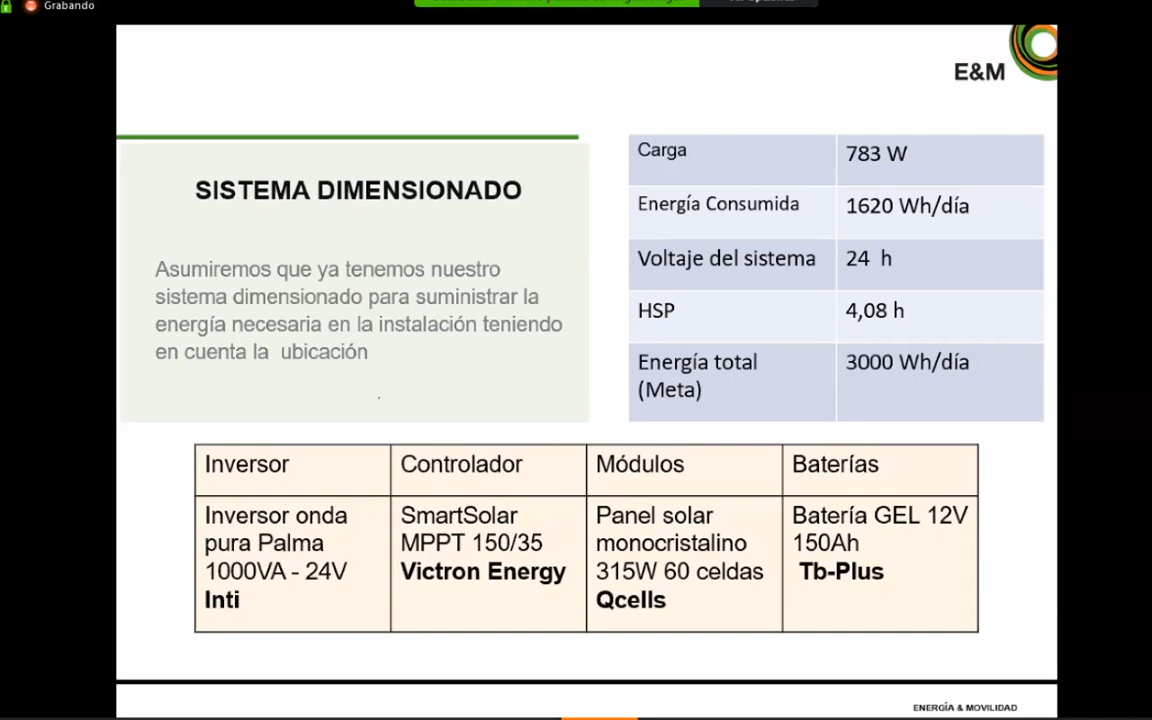 Grabando
E&M
SISTEMA DIMENSIONADO
Asumiremos que ya tenemos nuestro
sistema dimensionado para suministrar la
energía necesaria en la instalación teniendo
en cuenta la ubicación
Carga 783 W
Energía Consumida 1620 Wh/día
Voltaje del sistema 24 h
HSP 4,08 h
Energía total 3000 Wh/día
(Meta)
Inversor Controlador Módulos Baterías
Inversor onda SmartSolar Panel solar Batería GEL 12V
pura Palma MPPT 150/35 monocristalino 150Ah
1000VA - 24V Victron Energy 315W 60 celdas Tb-Plus
Inti Qcells
ENERGÍA & MOVILIDAD